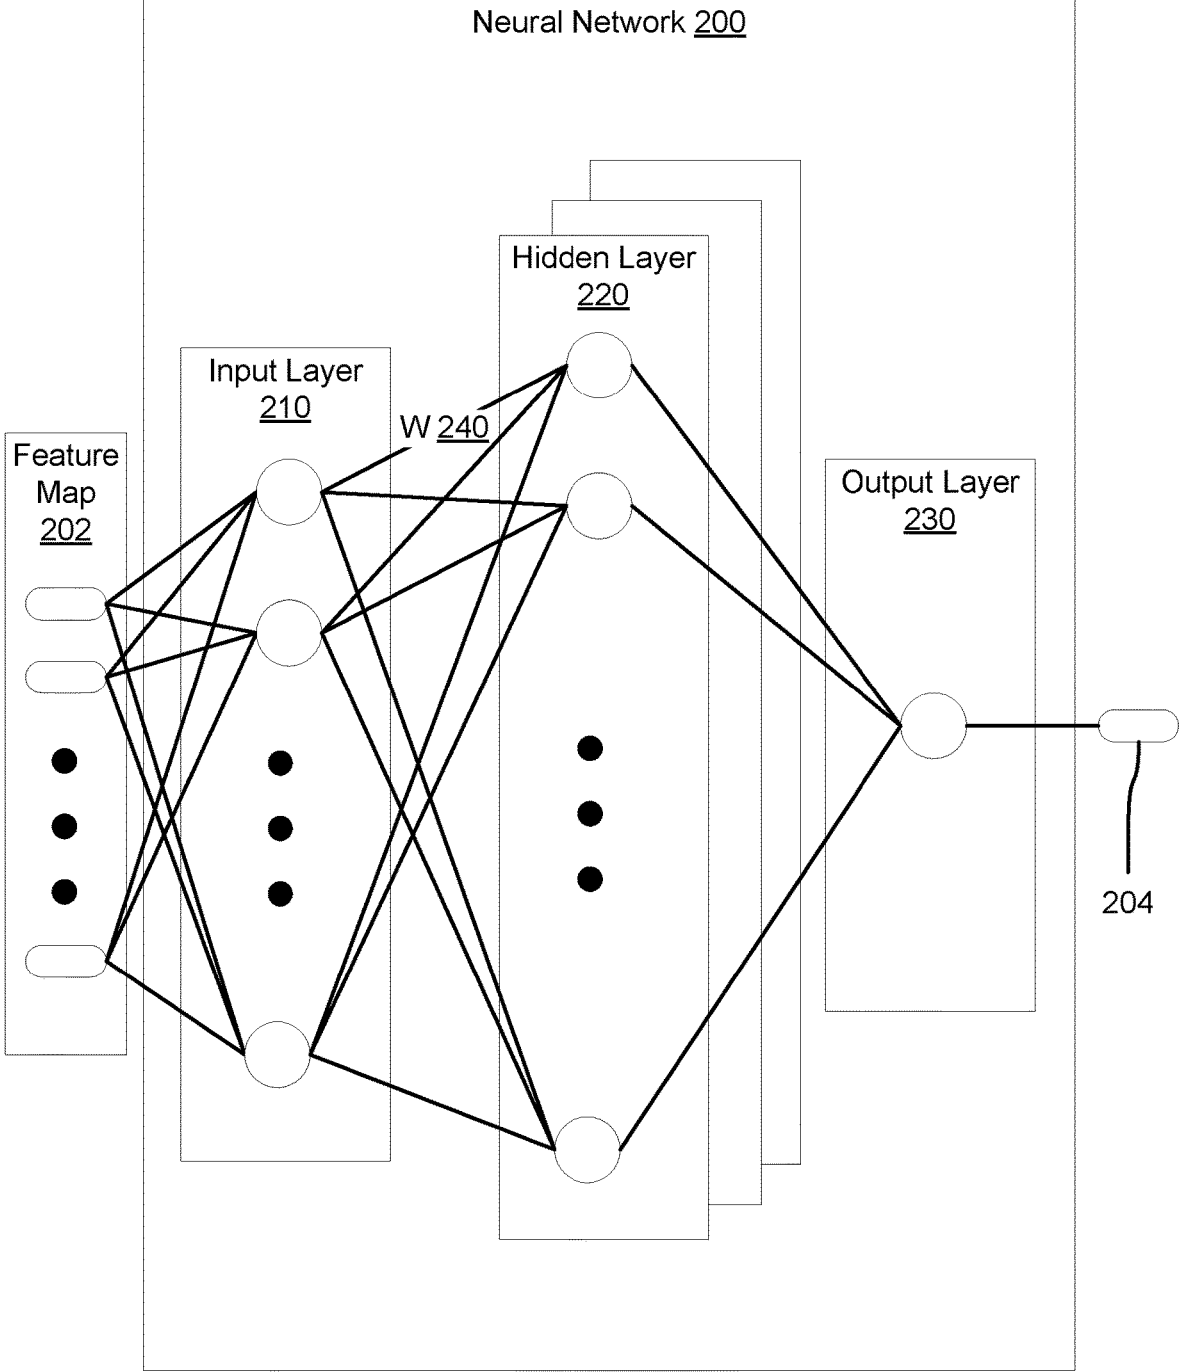 Neural Network 200
Hidden Layer
220
Input Layer
210
W 240
Feature
Map
202
Output Layer
230
204